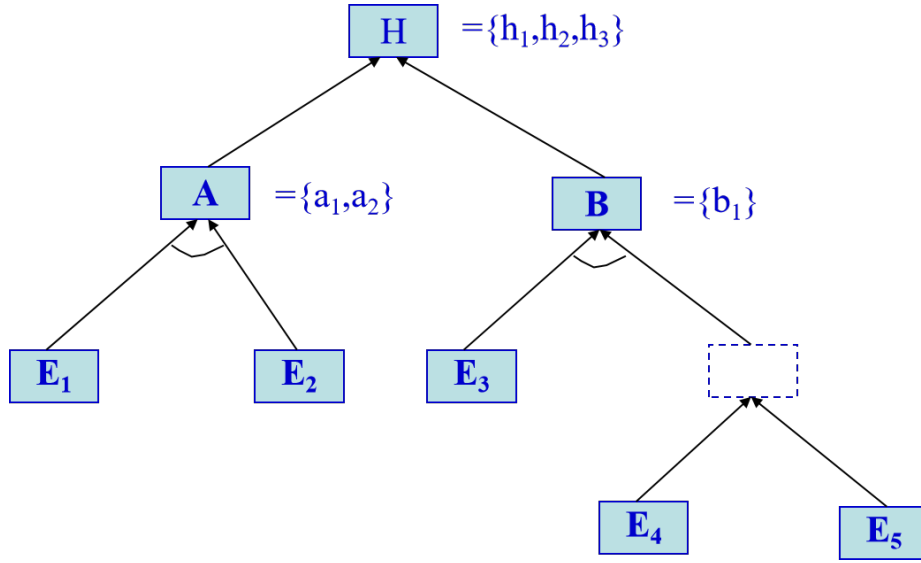 H ={h₁,h₂,h₃}
A ={a₁,a₂}
B ={b₁}
E₁ E₂ E₃
E₄ E₅